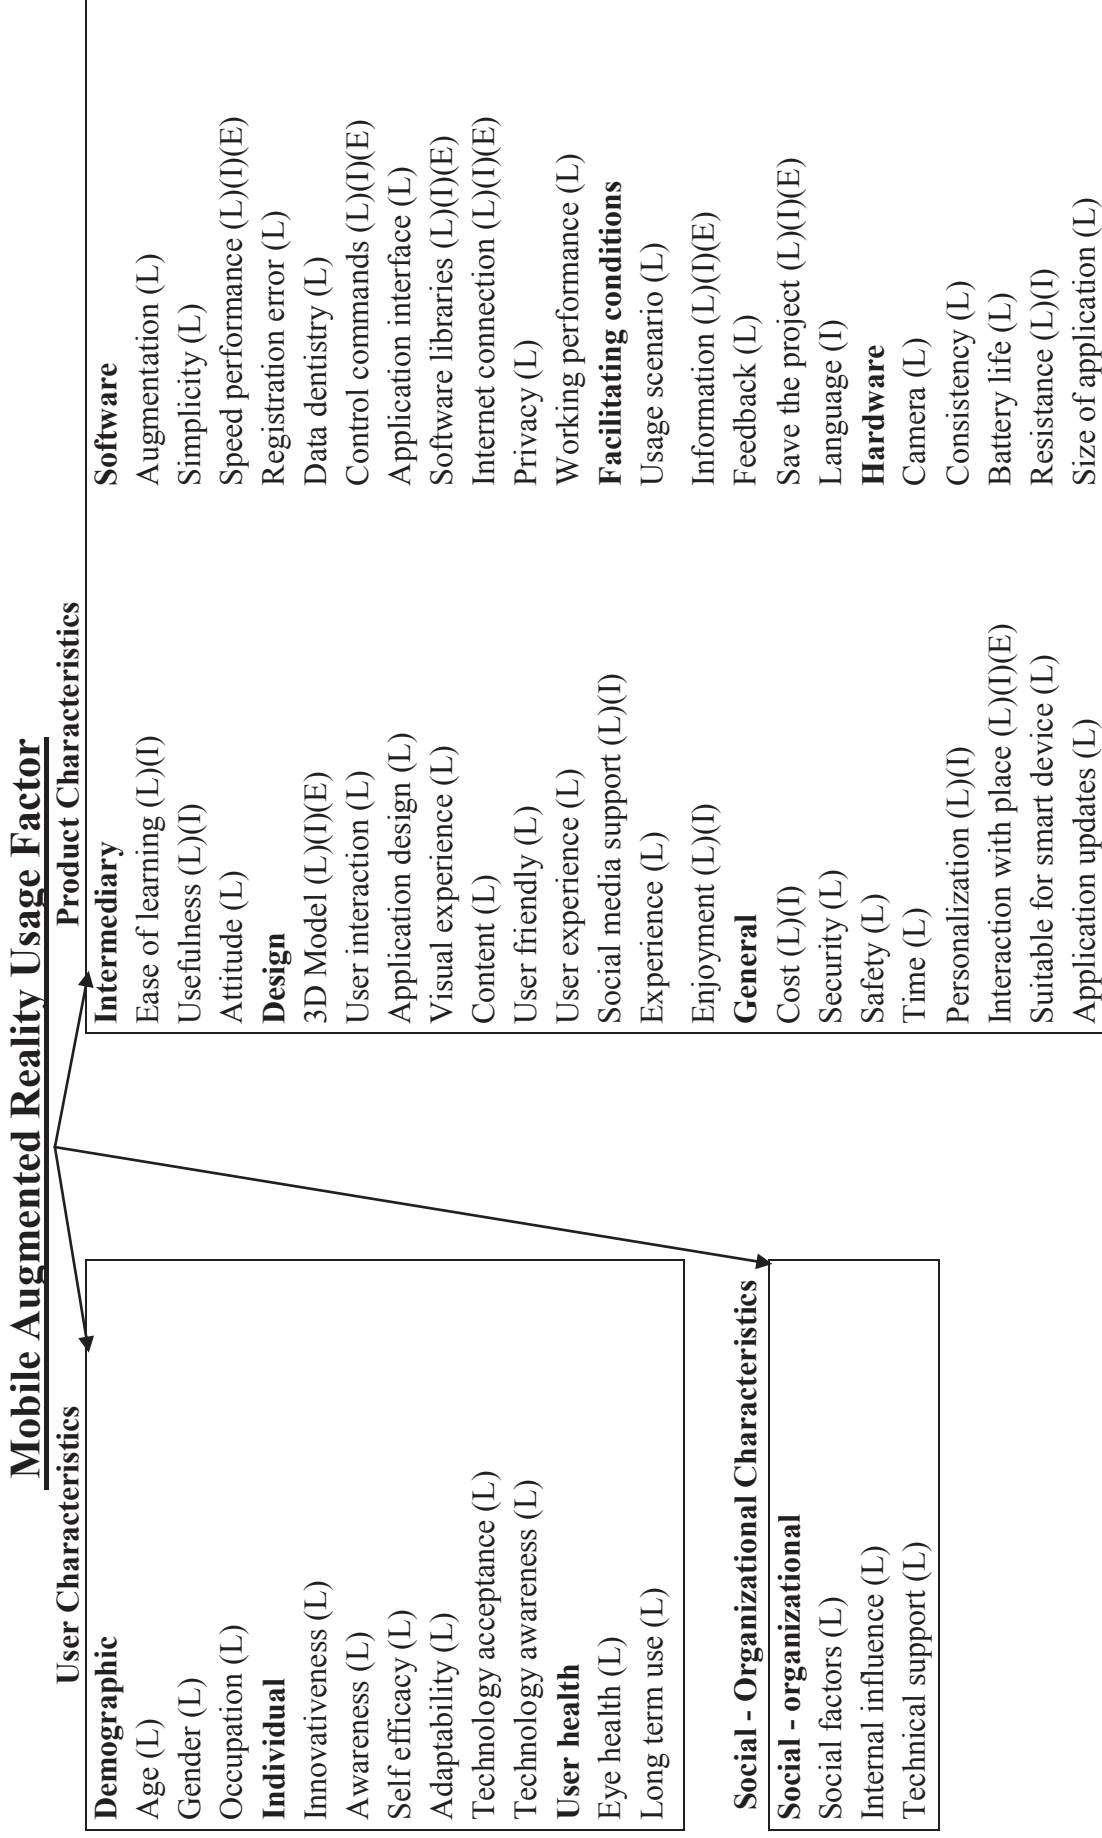 Mobile Augmented Reality Usage Factor
User Characteristics
Demographic
Age (L)
Gender (L)
Occupation (L)
Individual
Innovativeness (L)
Awareness (L)
Self efficacy (L)
Adaptability (L)
Technology acceptance (L)
Technology awareness (L)
User health
Eye health (L)
Long term use (L)
Social - Organizational Characteristics
Social - organizational
Social factors (L)
Internal influence (L)
Technical support (L)
Product Characteristics
Intermediary
Ease of learning (L)(I)
Usefulness (L)(I)
Attitude (L)
Design
3D Model (L)(I)(E)
User interaction (L)
Application design (L)
Visual experience (L)
Content (L)
User friendly (L)
User experience (L)
Social media support (L)(I)
Experience (L)
Enjoyment (L)(I)
General
Cost (L)(I)
Security (L)
Safety (L)
Time (L)
Personalization (L)(I)
Interaction with place (L)(I)(E)
Suitable for smart device (L)
Application updates (L)
Software
Augmentation (L)
Simplicity (L)
Speed performance (L)(I)(E)
Registration error (L)
Data dentistry (L)
Control commands (L)(I)(E)
Application interface (L)
Software libraries (L)(I)(E)
Internet connection (L)(I)(E)
Privacy (L)
Working performance (L)
Facilitating conditions
Usage scenario (L)
Information (L)(I)(E)
Feedback (L)
Save the project (L)(I)(E)
Language (I)
Hardware
Camera (L)
Consistency (L)
Battery life (L)
Resistance (L)(I)
Size of application (L)